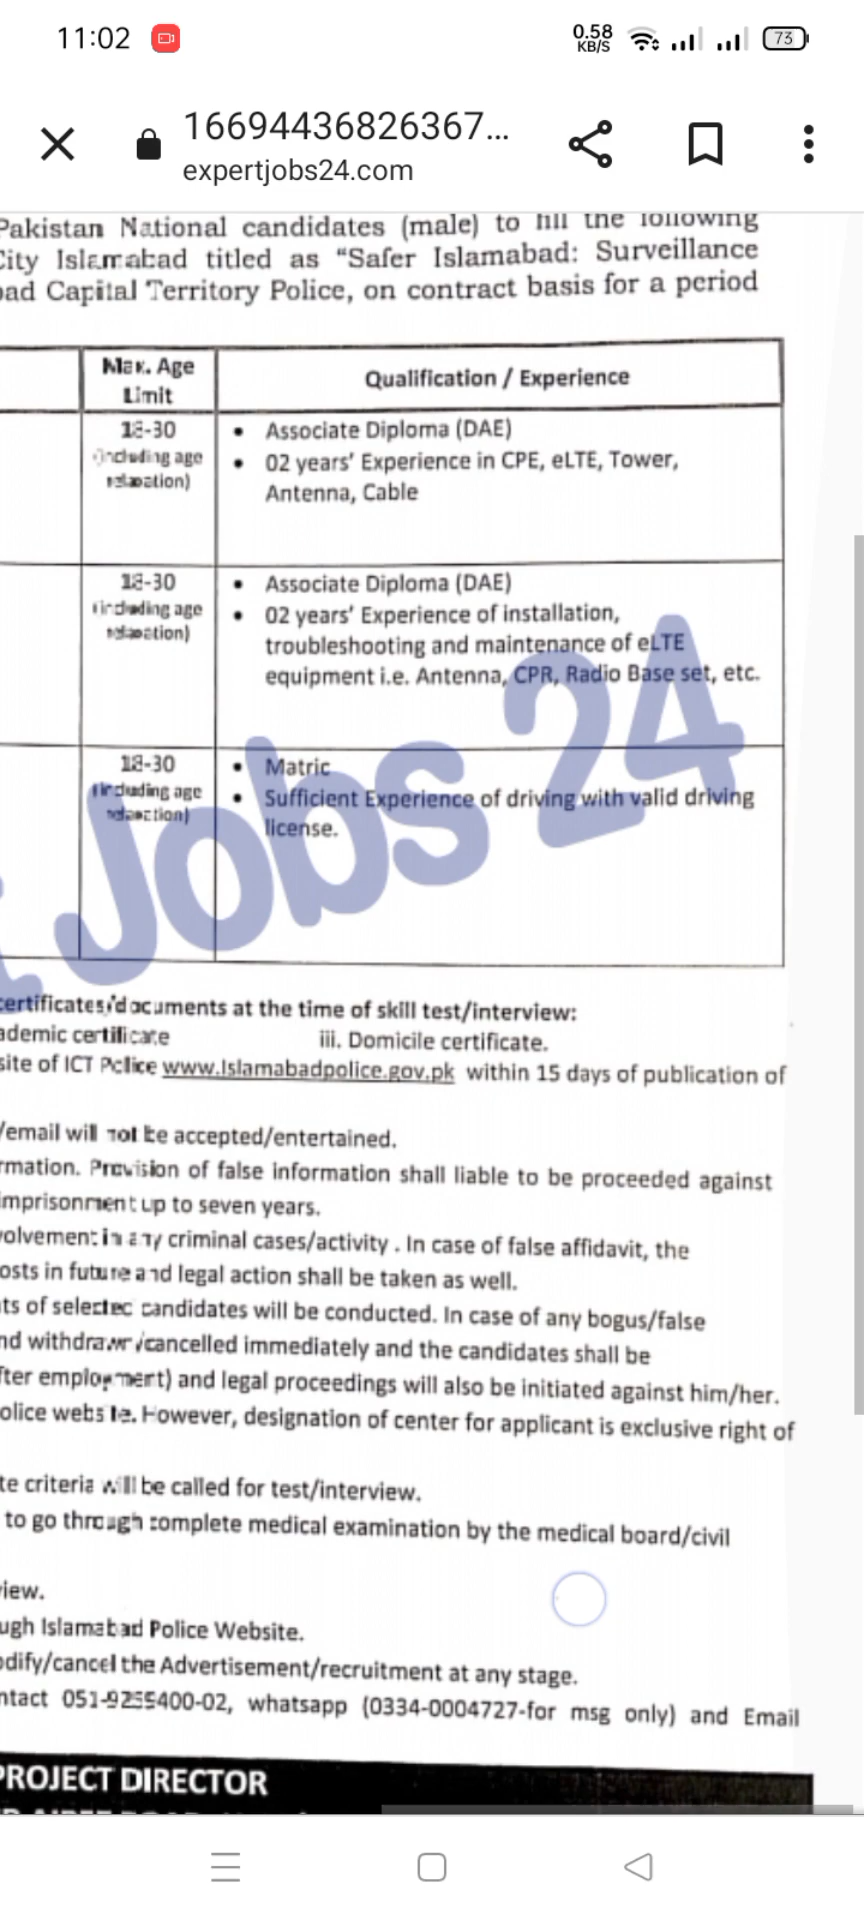 11:02
0.58
KB/S
73
16694436826367...
expertjobs24.com
Pakistan National candidates (male) to fill the following
City Islamabad titled as “Safer Islamabad: Surveillance
bad Capital Territory Police, on contract basis for a period
Max. Age
Limit
Qualification / Experience
18-30
(including age
relaxation)
• Associate Diploma (DAE)
• 02 years’ Experience in CPE, eLTE, Tower,
Antenna, Cable
18-30
(including age
relaxation)
• Associate Diploma (DAE)
• 02 years’ Experience of installation,
troubleshooting and maintenance of eLTE
equipment i.e. Antenna, CPR, Radio Base set, etc.
18-30
(including age
relaxation)
• Matric
• Sufficient Experience of driving with valid driving
license.
Jobs 24
certificates/documents at the time of skill test/interview:
ademic certificate iii. Domicile certificate.
site of ICT Police www.Islamabadpolice.gov.pk within 15 days of publication of
/email will not be accepted/entertained.
rmation. Provision of false information shall liable to be proceeded against
imprisonment up to seven years.
volvement in any criminal cases/activity . In case of false affidavit, the
osts in future and legal action shall be taken as well.
ts of selected candidates will be conducted. In case of any bogus/false
nd withdrawn/cancelled immediately and the candidates shall be
fter employment) and legal proceedings will also be initiated against him/her.
olice website. However, designation of center for applicant is exclusive right of
te criteria will be called for test/interview.
to go through complete medical examination by the medical board/civil
view.
ugh Islamabad Police Website.
odify/cancel the Advertisement/recruitment at any stage.
ntact 051-9255400-02, whatsapp (0334-0004727-for msg only) and Email
PROJECT DIRECTOR